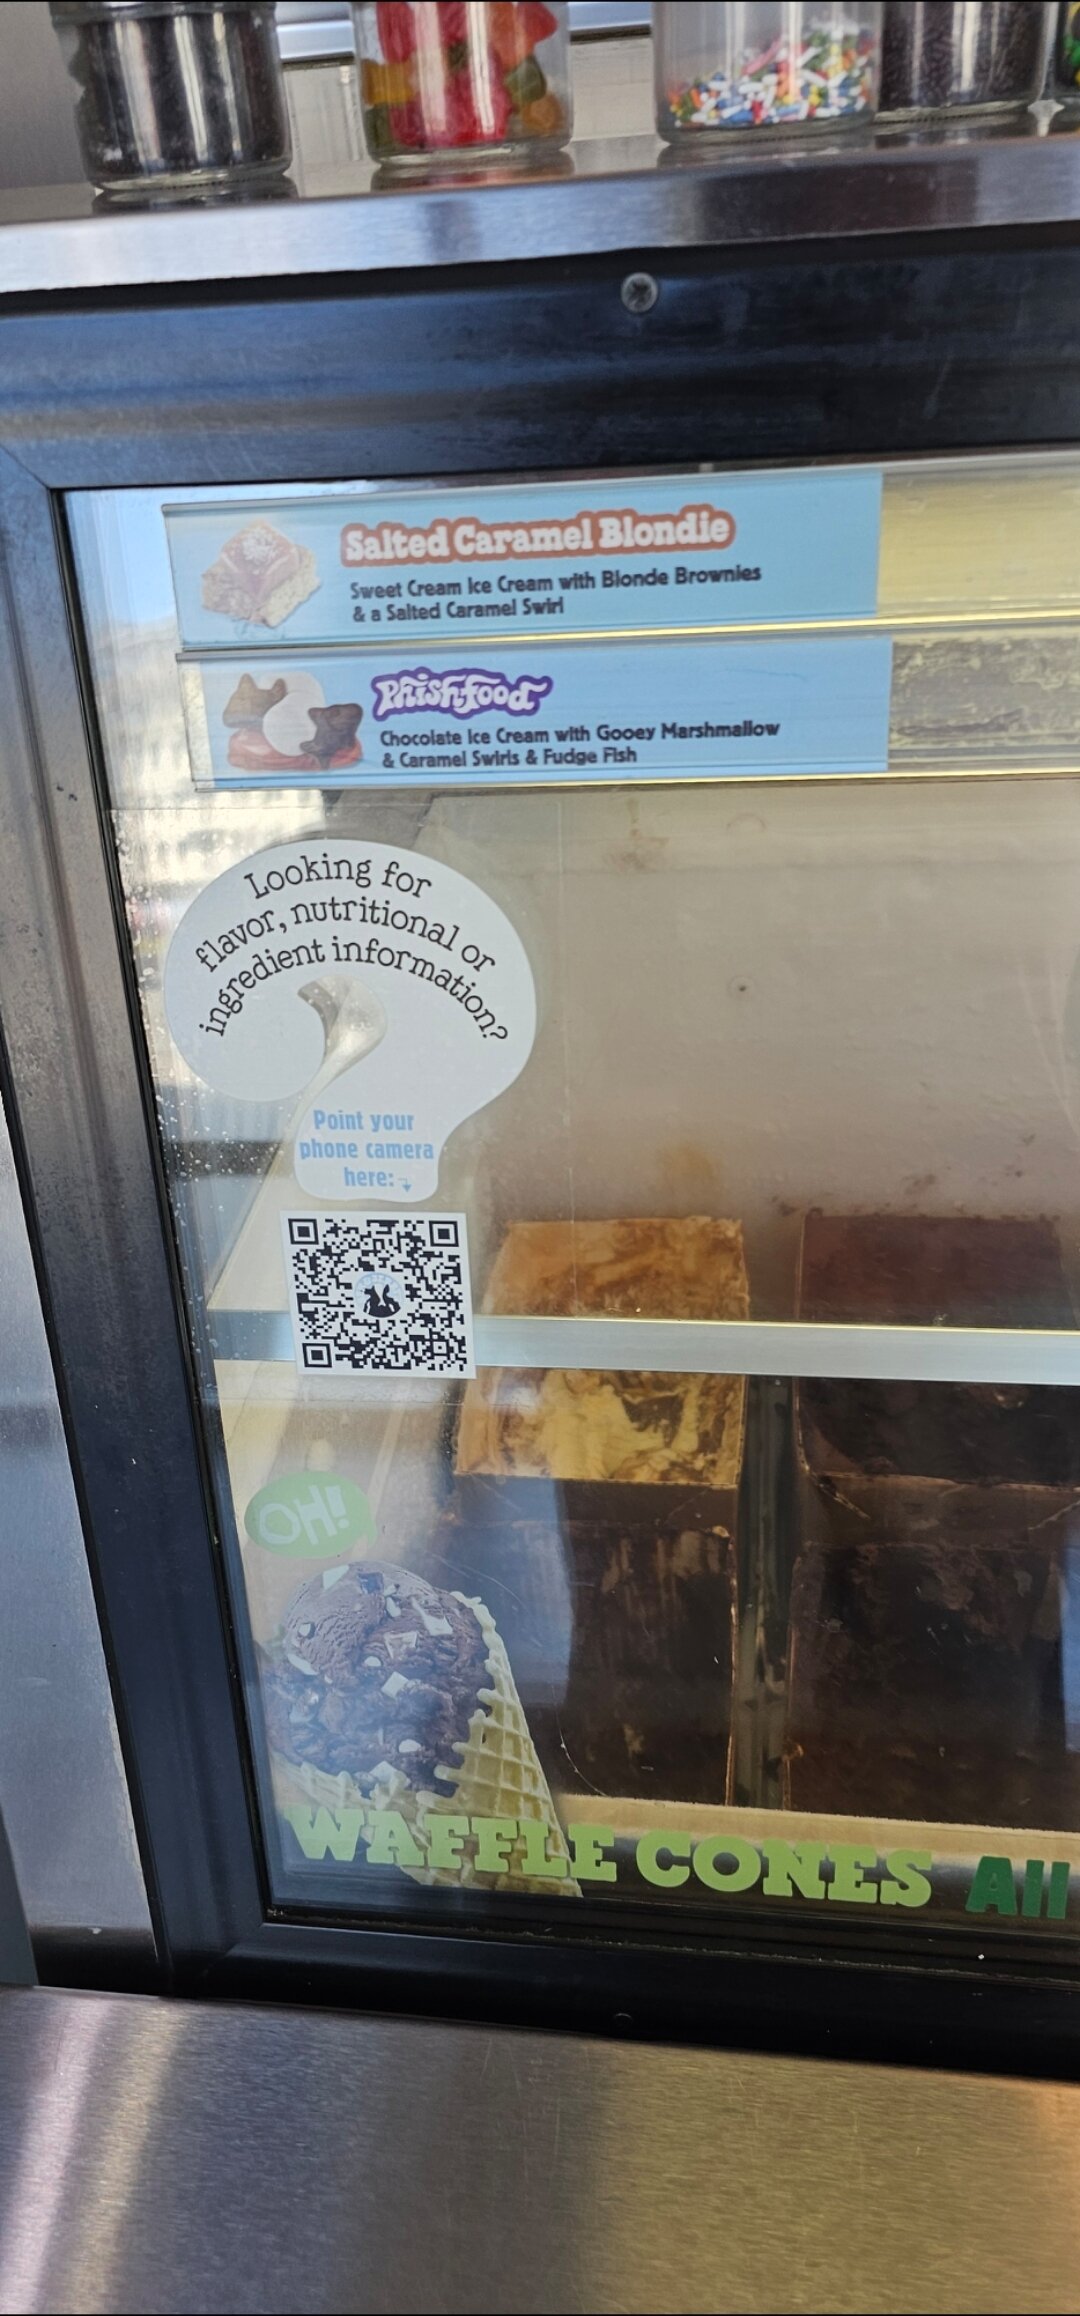 Salted Caramel Blondie
Sweet Cream Ice Cream with Blonde Brownies
& a Salted Caramel Swirl
Phish Food
Chocolate Ice Cream with Gooey Marshmallow
& Caramel Swirls & Fudge Fish
Looking for
flavor, nutritional or
ingredient information?
Point your
phone camera
here:
OH!
WAFFLE CONES All